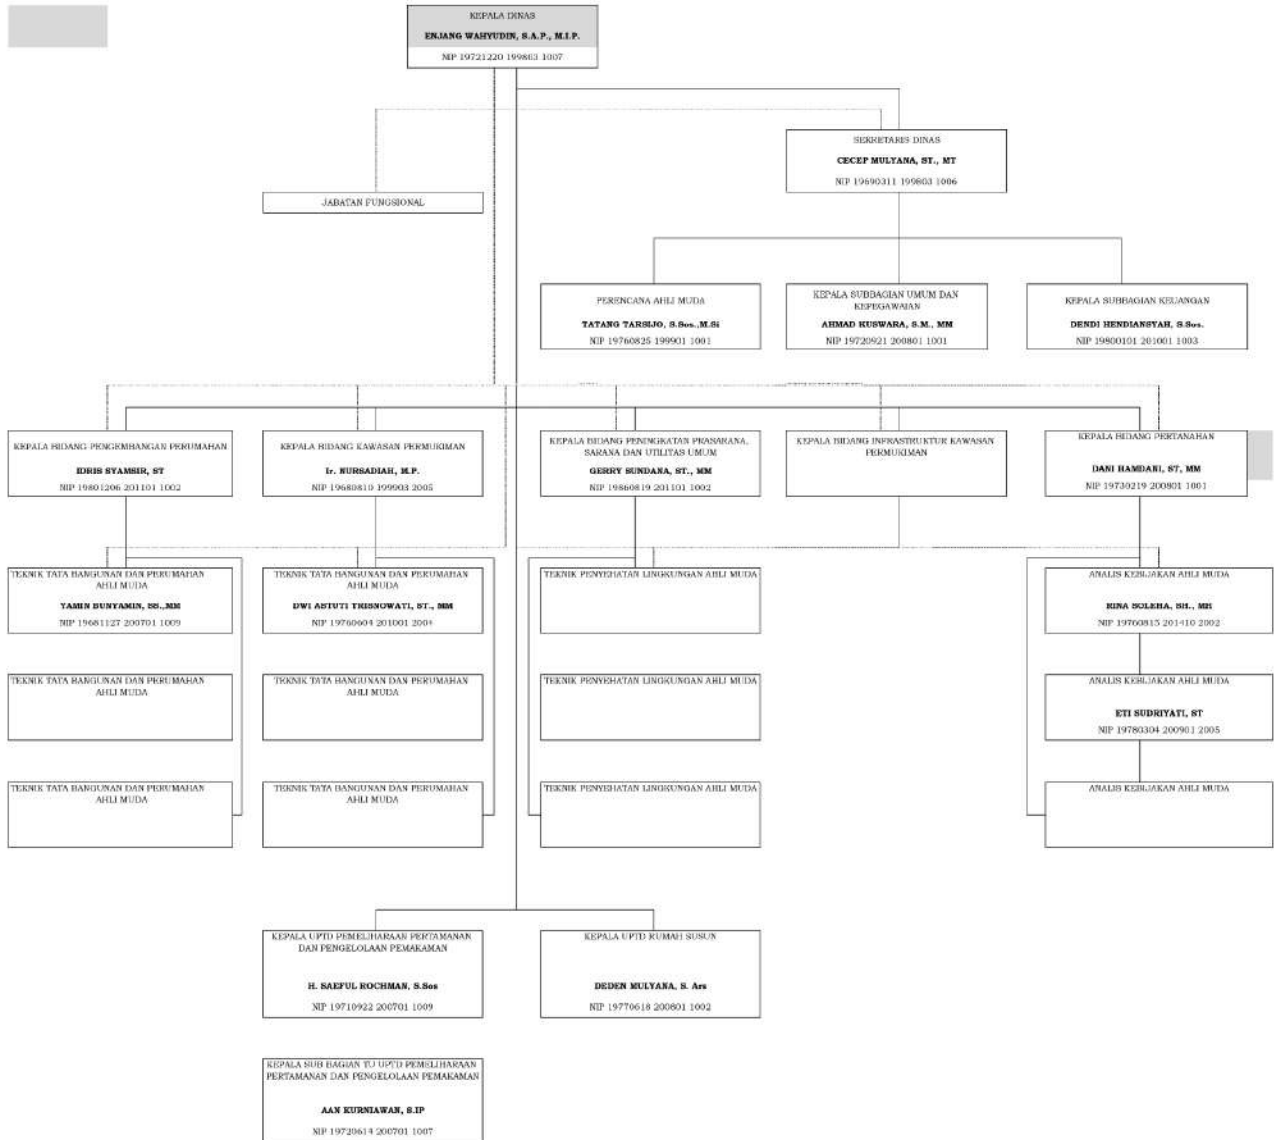 KEPALA DINAS
ENJANG WAHYUDIN, S.A.P., M.I.P.
NIP 19721220 199803 1007
SEKRETARIS DINAS
CECEP MULYANA, ST., MT
NIP 19690311 199803 1006
JABATAN FUNGSIONAL
PERENCANA AHLI MUDA
TATANG TARSIJO, S.Sos.,M.Si
NIP 19760825 199901 1001
KEPALA SUBBAGIAN UMUM DAN
KEPEGAWAIAN
AHMAD KUSWARA, S.M., MM
NIP 19720921 200801 1001
KEPALA SUBBAGIAN KEUANGAN
DENDI HENDIANSYAH, S.Sos.
NIP 19800101 201001 1003
KEPALA BIDANG PENGEMBANGAN PERUMAHAN
IDRIS SYAMSIR, ST
NIP 19801206 201101 1002
KEPALA BIDANG KAWASAN PERMUKIMAN
Ir. NURSADIAH, M.P.
NIP 19680810 199903 2005
KEPALA BIDANG PENINGKATAN PRASARANA,
SARANA DAN UTILITAS UMUM
GERRY SUNDANA, ST., MM
NIP 19860819 201101 1002
KEPALA BIDANG INFRASTRUKTUR KAWASAN
PERMUKIMAN
KEPALA BIDANG PERTANAHAN
DANI HAMDANI, ST, MM
NIP 19730219 200801 1001
TEKNIK TATA BANGUNAN DAN PERUMAHAN
AHLI MUDA
YAMIN BUNYAMIN, SS.,MM
NIP 19681127 200701 1009
TEKNIK TATA BANGUNAN DAN PERUMAHAN
AHLI MUDA
DWI ASTUTI TRISNOWATI, ST., MM
NIP 19760604 201001 2004
TEKNIK PENYEHATAN LINGKUNGAN AHLI MUDA
ANALIS KEBIJAKAN AHLI MUDA
RINA SOLEHA, SH., MH
NIP 19760815 201410 2002
TEKNIK TATA BANGUNAN DAN PERUMAHAN
AHLI MUDA
TEKNIK TATA BANGUNAN DAN PERUMAHAN
AHLI MUDA
TEKNIK PENYEHATAN LINGKUNGAN AHLI MUDA
ANALIS KEBIJAKAN AHLI MUDA
ETI SUDRIYATI, ST
NIP 19780304 200901 2005
TEKNIK TATA BANGUNAN DAN PERUMAHAN
AHLI MUDA
TEKNIK TATA BANGUNAN DAN PERUMAHAN
AHLI MUDA
TEKNIK PENYEHATAN LINGKUNGAN AHLI MUDA
ANALIS KEBIJAKAN AHLI MUDA
KEPALA UPTD PEMELIHARAAN PERTAMANAN
DAN PENGELOLAAN PEMAKAMAN
H. SAEFUL ROCHMAN, S.Sos
NIP 19710922 200701 1009
KEPALA UPTD RUMAH SUSUN
DEDEN MULYANA, S. Ars
NIP 19770618 200801 1002
KEPALA SUB BAGIAN TU UPTD PEMELIHARAAN
PERTAMANAN DAN PENGELOLAAN PEMAKAMAN
AAN KURNIAWAN, S.IP
NIP 19720614 200701 1007